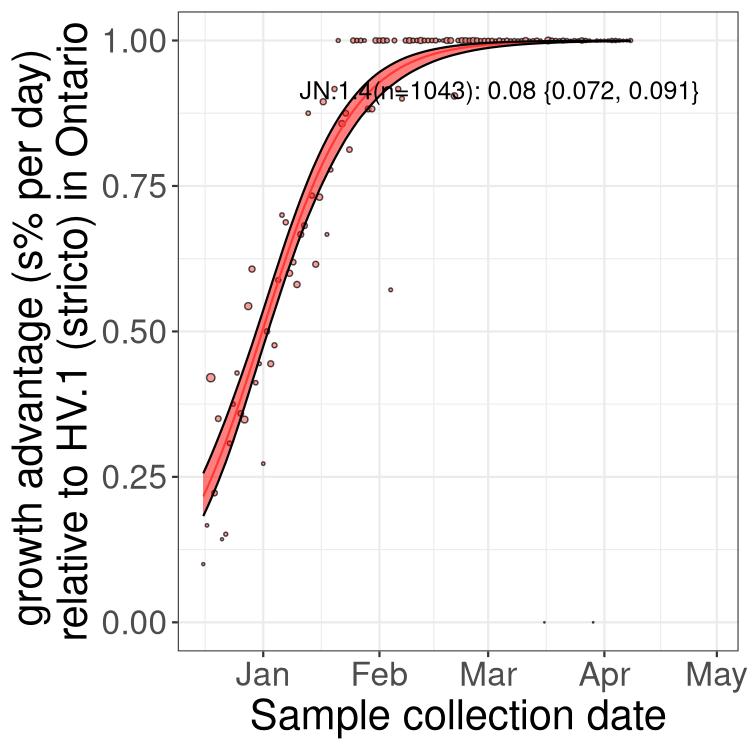 growth advantage (s% per day)
relative to HV.1 (stricto) in Ontario
1.00
0.75
0.50
0.25
0.00
JN.1.4(n=1043): 0.08 {0.072, 0.091}
Jan Feb Mar Apr May
Sample collection date